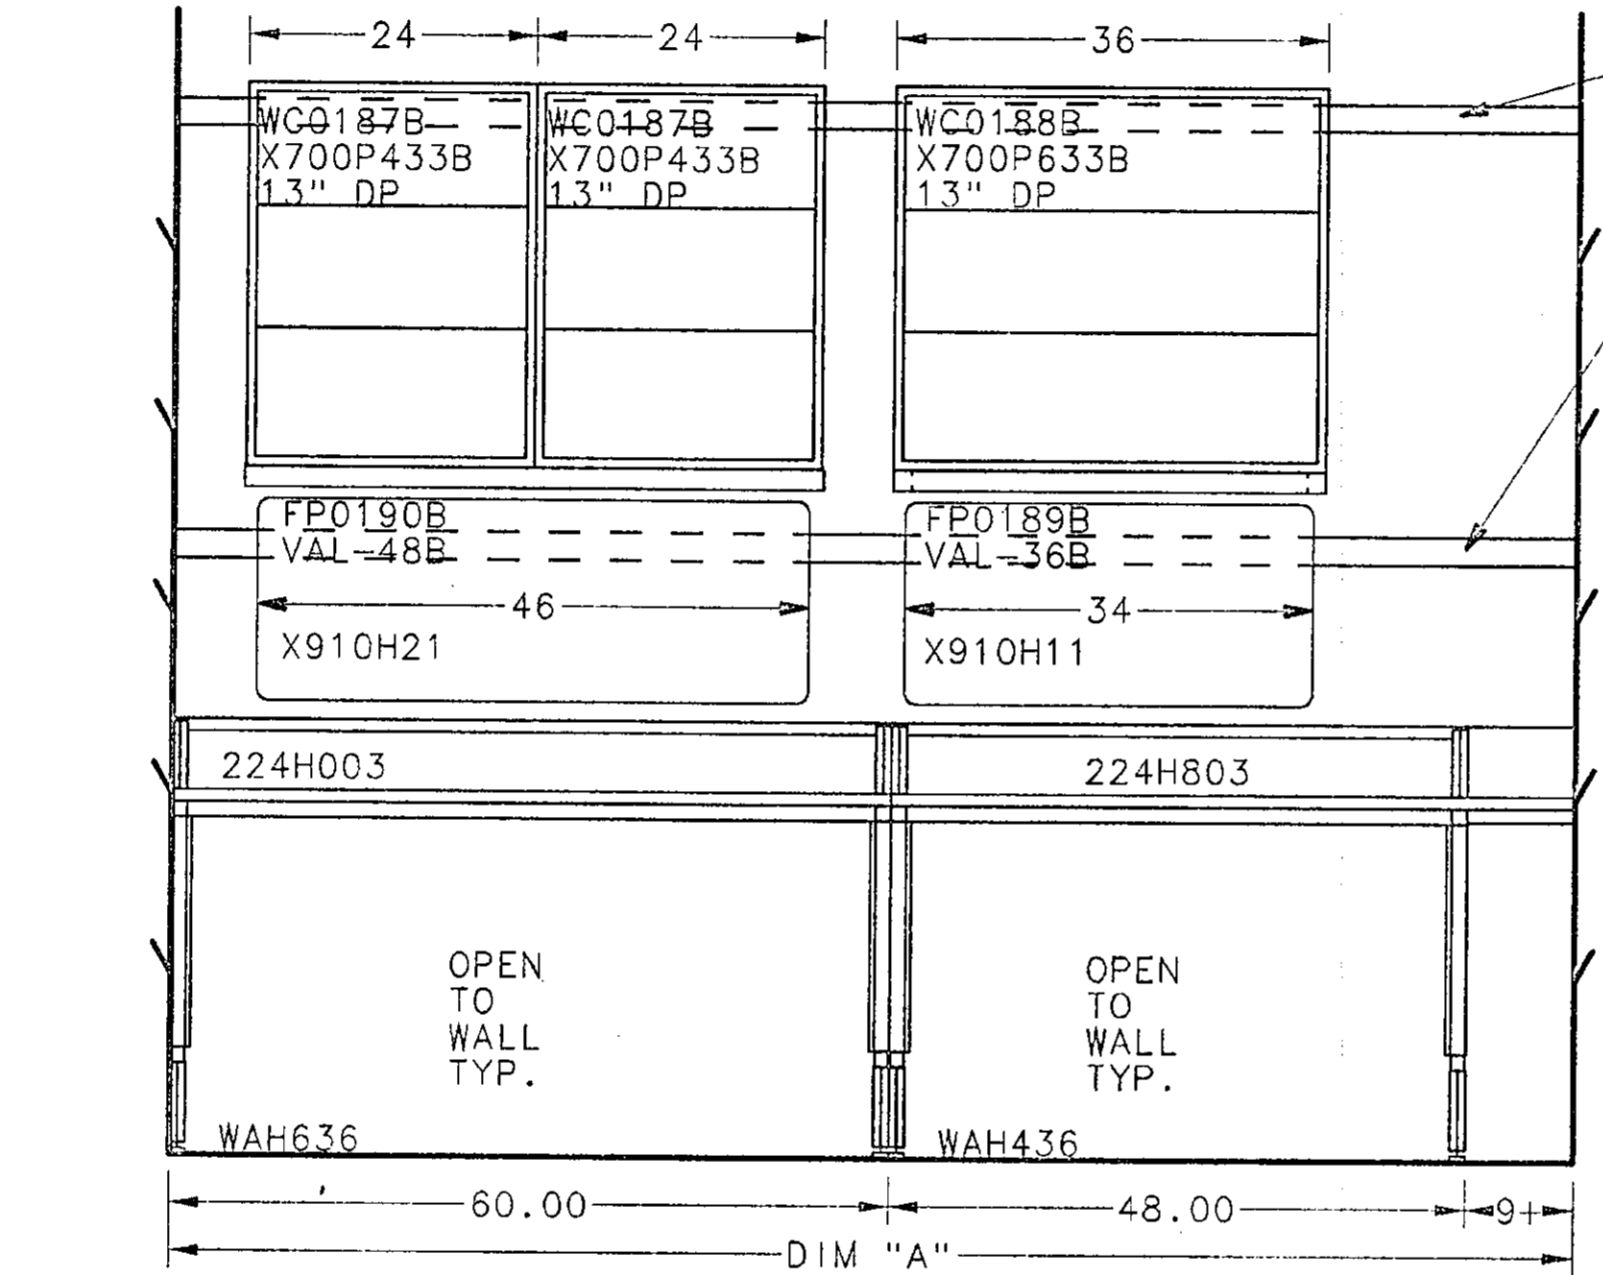 24 24 36
WC0187B WC0187B WC0188B
X700P433B X700P433B X700P633B
13" DP 13" DP 13" DP
FP0190B FP0189B
VAL-48B VAL-36B
46 34
X910H21 X910H11
224H003 224H803
OPEN OPEN
TO TO
WALL WALL
TYP. TYP.
WAH636 WAH436
60.00 48.00 9+
DIM "A"